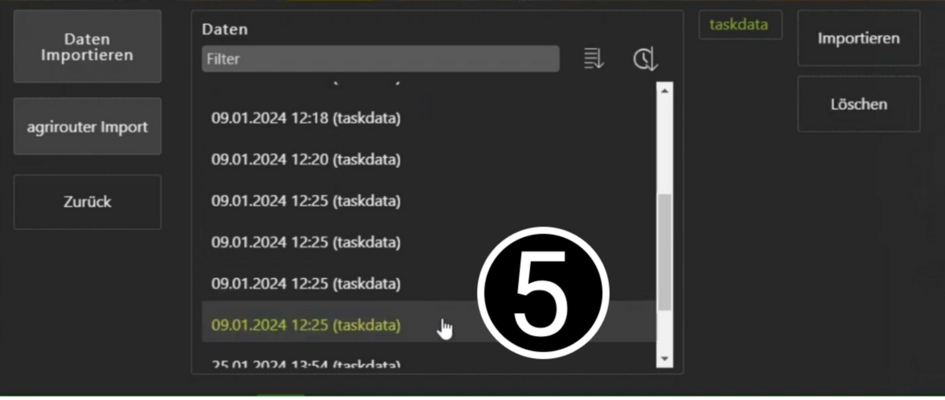 Daten
Importieren
agrirouter Import
Zurück
Daten
Filter
09.01.2024 12:18 (taskdata)
09.01.2024 12:20 (taskdata)
09.01.2024 12:25 (taskdata)
09.01.2024 12:25 (taskdata)
09.01.2024 12:25 (taskdata)
09.01.2024 12:25 (taskdata)
25.01.2024 13:54 (taskdata)
5
taskdata
Importieren
Löschen